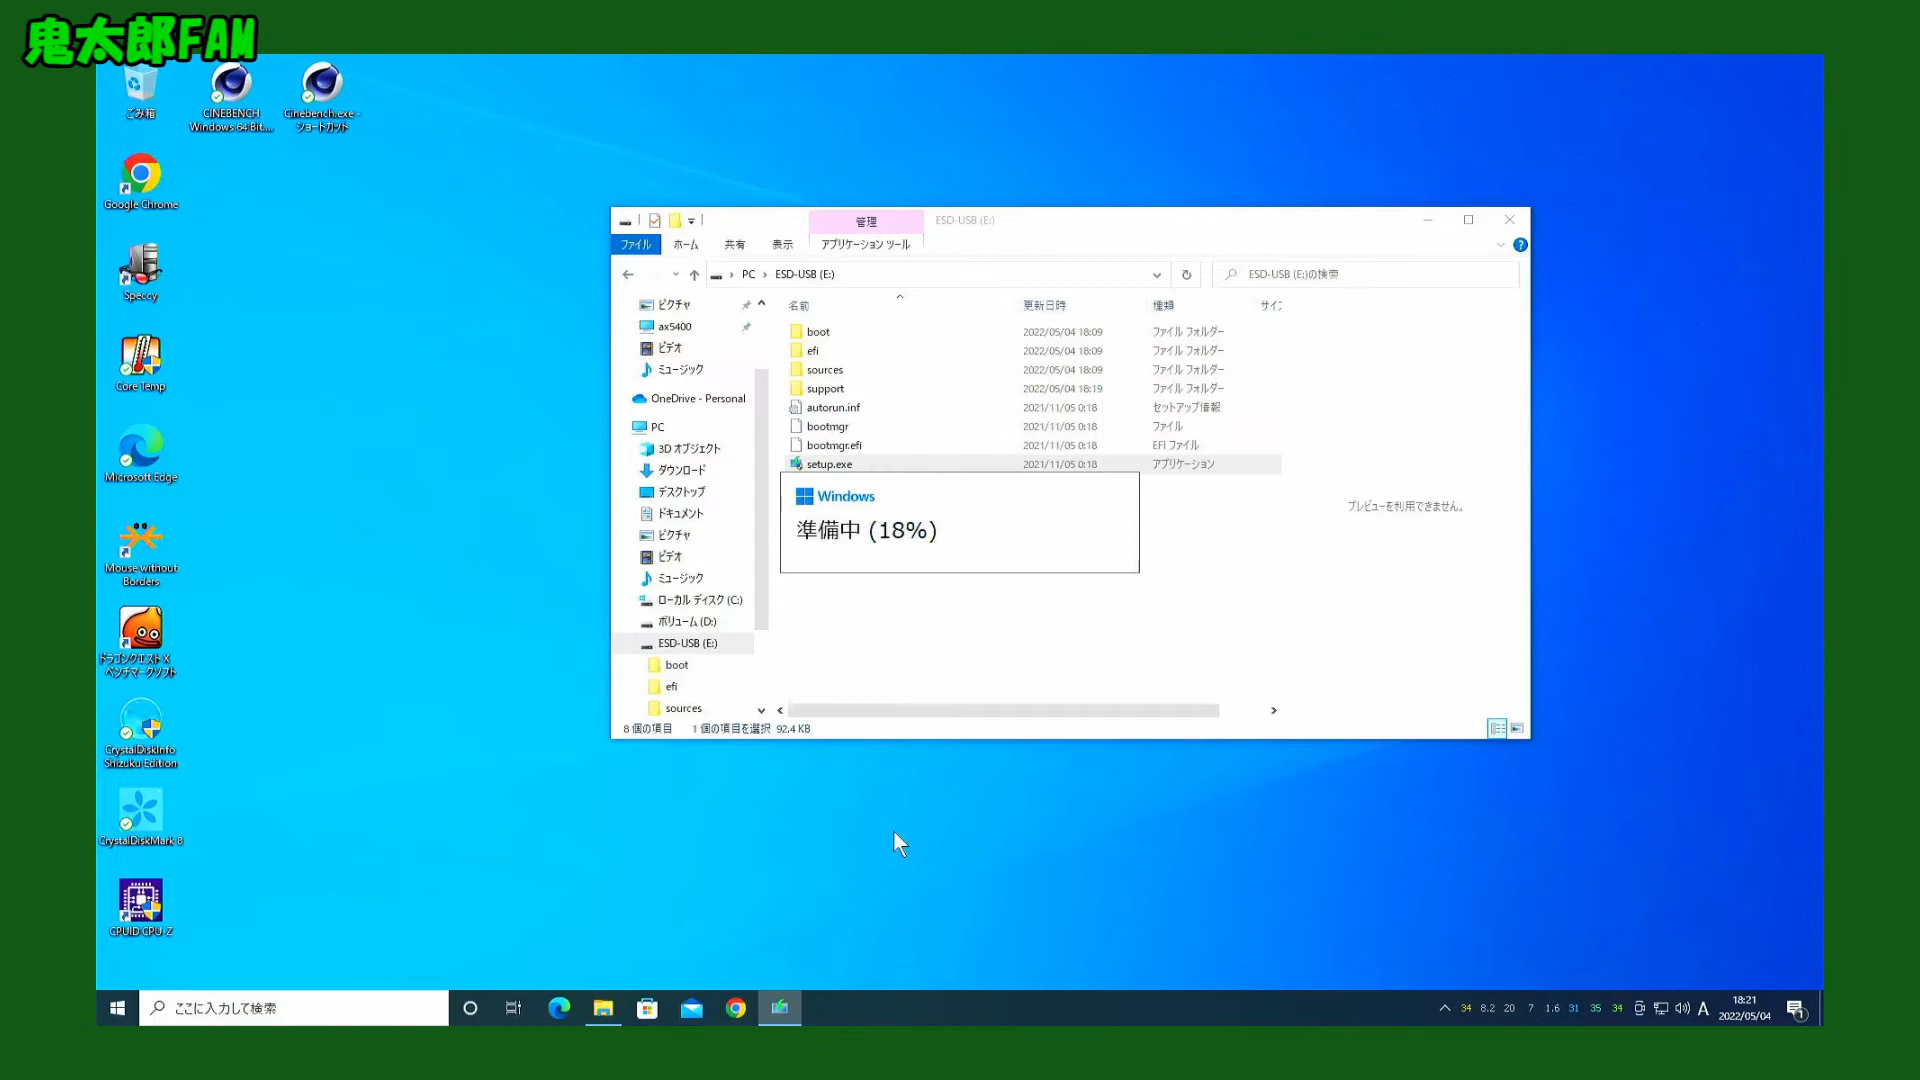 鬼太郎FAM
ごみ箱
CINEBENCH
Windows 64 Bit...
Cinebench.exe -
ショートカット
Google Chrome
Speccy
Core Temp
Microsoft Edge
Mouse without
Borders
ドラゴンクエストX
ベンチマークソフト
CrystalDiskInfo
Shizuku Edition
CrystalDiskMark 8
CPUID CPU-Z
管理
ESD-USB (E:)
ファイル
ホーム
共有
表示
アプリケーション ツール
PC
ESD-USB (E:)
ESD-USB (E:)の検索
ピクチャ
ax5400
ビデオ
ミュージック
OneDrive - Personal
PC
3D オブジェクト
ダウンロード
デスクトップ
ドキュメント
ピクチャ
ビデオ
ミュージック
ローカル ディスク (C:)
ボリューム (D:)
ESD-USB (E:)
boot
efi
sources
名前 更新日時 種類 サイズ
boot 2022/05/04 18:09 ファイル フォルダー
efi 2022/05/04 18:09 ファイル フォルダー
sources 2022/05/04 18:09 ファイル フォルダー
support 2022/05/04 18:19 ファイル フォルダー
autorun.inf 2021/11/05 0:18 セットアップ情報
bootmgr 2021/11/05 0:18 ファイル
bootmgr.efi 2021/11/05 0:18 EFI ファイル
setup.exe 2021/11/05 0:18 アプリケーション
Windows
準備中 (18%)
プレビューを利用できません。
8 個の項目 1 個の項目を選択 92.4 KB
ここに入力して検索
34 8.2 20 7 1.6 31 35 34
A
18:21
2022/05/04
1